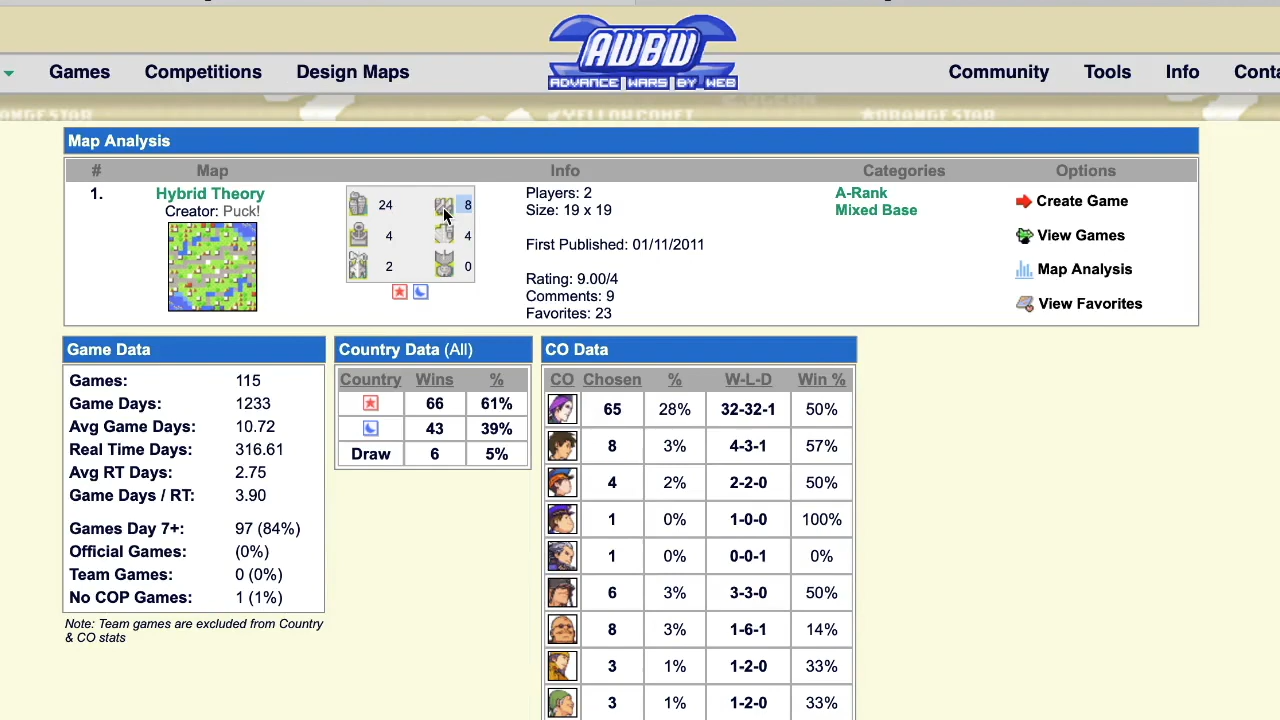 AWBW
ADVANCE WARS BY WEB
Games Competitions Design Maps Community Tools Info Conta
ORANGE STAR
Map Analysis
# Map Info Categories Options
1. Hybrid Theory
Creator: Puck!
24 8
4 4
2 0
Players: 2
Size: 19 x 19
First Published: 01/11/2011
Rating: 9.00/4
Comments: 9
Favorites: 23
A-Rank
Mixed Base
Create Game
View Games
Map Analysis
View Favorites
Game Data
Games: 115
Game Days: 1233
Avg Game Days: 10.72
Real Time Days: 316.61
Avg RT Days: 2.75
Game Days / RT: 3.90
Games Day 7+: 97 (84%)
Official Games: (0%)
Team Games: 0 (0%)
No COP Games: 1 (1%)
Note: Team games are excluded from Country
& CO stats
Country Data (All)
Country Wins %
66 61%
43 39%
Draw 6 5%
CO Data
CO Chosen % W-L-D Win %
65 28% 32-32-1 50%
8 3% 4-3-1 57%
4 2% 2-2-0 50%
1 0% 1-0-0 100%
1 0% 0-0-1 0%
6 3% 3-3-0 50%
8 3% 1-6-1 14%
3 1% 1-2-0 33%
3 1% 1-2-0 33%